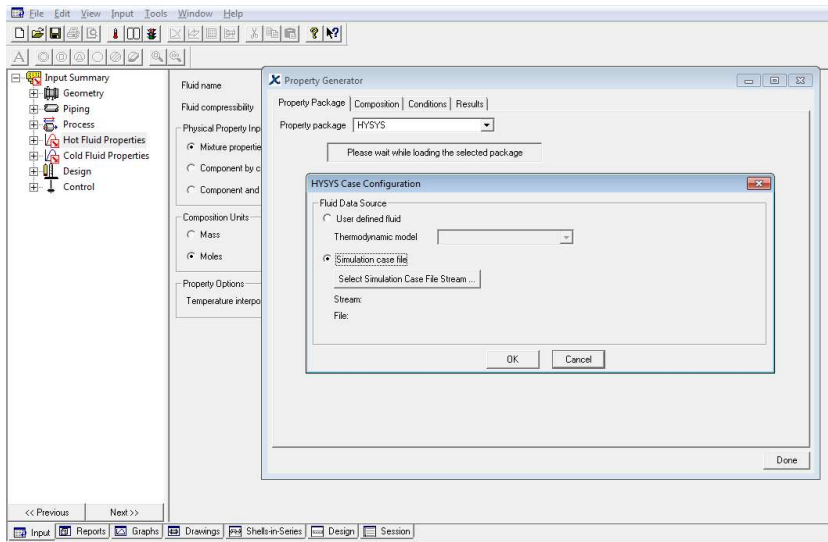 File Edit View Input Tools Window Help
A
Input Summary
Geometry
Piping
Process
Hot Fluid Properties
Cold Fluid Properties
Design
Control
<< Previous
Next >>
Fluid name
Fluid compressibility
Physical Property Inp
Mixture propertie
Component by c
Component and
Composition Units
Mass
Moles
Property Options
Temperature interpo
Property Generator
Property Package Composition Conditions Results
Property package HYSYS
Please wait while loading the selected package
HYSYS Case Configuration
Fluid Data Source
User defined fluid
Thermodynamic model
Simulation case file
Select Simulation Case File Stream ...
Stream:
File:
OK Cancel
Done
Input Reports Graphs Drawings Shells-in-Series Design Session